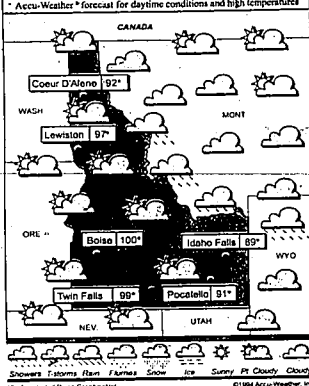 * Accu-Weather® forecast for daytime conditions and high temperatures
CANADA
Coeur D'Alene 92°
WASH
MONT
Lewiston 97°
ORE
Boise 100°
Idaho Falls 89°
WYO
Twin Falls 99°
Pocatello 91°
NEV.
UTAH
Showers T-storms Rain Flurries Snow Ice Sunny Pt Cloudy Cloudy
©1994 Accu-Weather, In